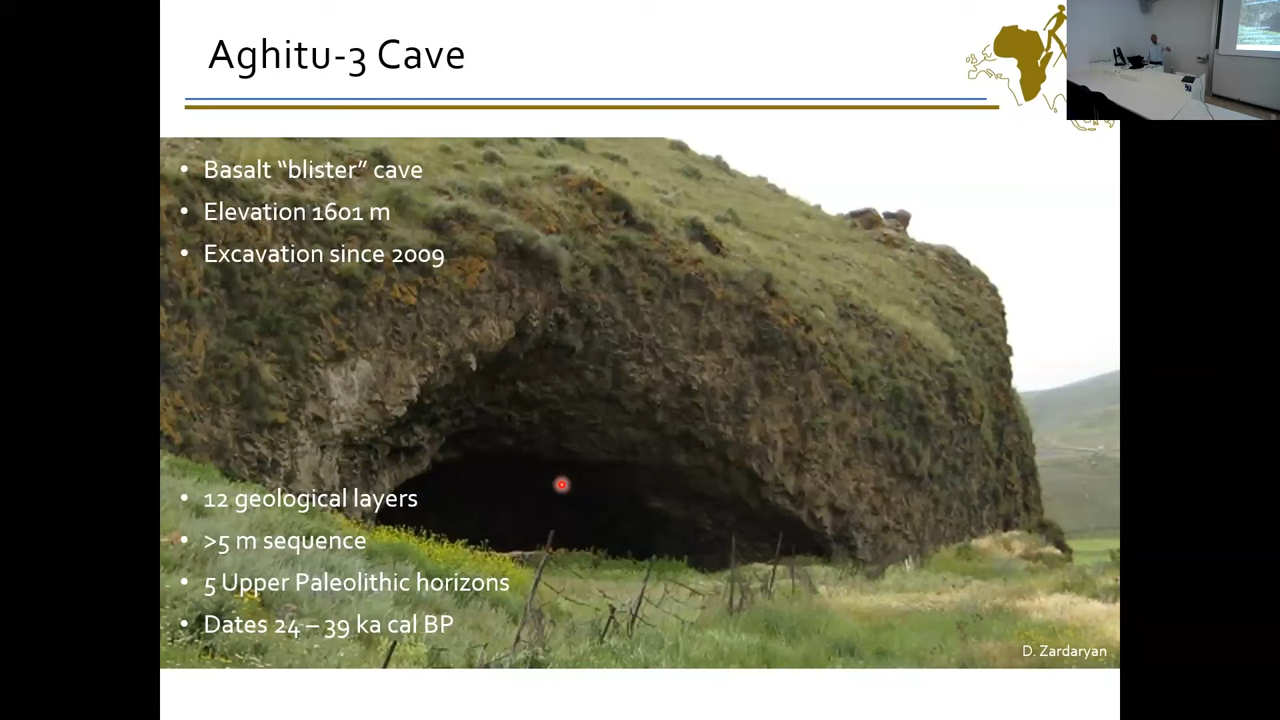 Aghitu-3 Cave
• Basalt “blister” cave
• Elevation 1601 m
• Excavation since 2009
• 12 geological layers
• >5 m sequence
• 5 Upper Paleolithic horizons
• Dates 24 – 39 ka cal BP
D. Zardaryan